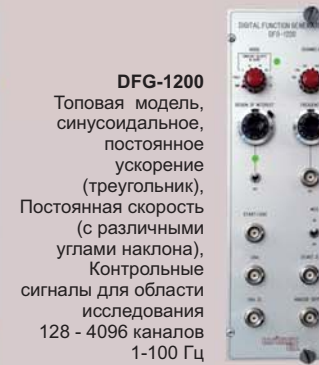 DFG-1200
Топовая модель,
синусоидальное,
постоянное
ускорение
(треугольник),
Постоянная скорость
(с различными
углами наклона),
Контрольные
сигналы для области
исследования
128 - 4096 каналов
1-100 Гц
DIGITAL FUNCTION GENERATOR
DFG-1200